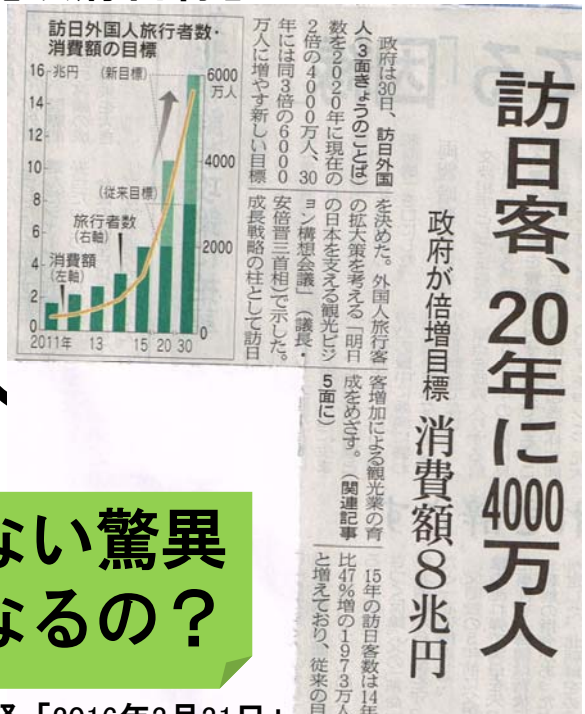 訪日客、20年に4000万人
政府が倍増目標 消費額8兆円
訪日外国人旅行者数・
消費額の目標
16
兆円
(新目標)
6000
万人
14
12
10
4000
8
(従来目標)
旅行者数
(右軸)
6
消費額
(左軸)
4
2000
2
0
0
2011年 13 15 20 30
政府は30日、訪日外国
人(3面きょうのことば)
数を2020年に現在の
2倍の4000万人、30
年には同3倍の6000
万人に増やす新しい目標
を決めた。外国人旅行客
の拡大策を考える「明日
の日本を支える観光ビジ
ョン構想会議」(議長・
安倍晋三首相)で示した。
成長戦略の柱として訪日
客増加による観光業の育
成をめざす。(関連記事
5面に)
15年の訪日客数は14年
比47%増の1973万人
と増えており、従来の目
ない驚異
なるの?
「2016年3月31日」